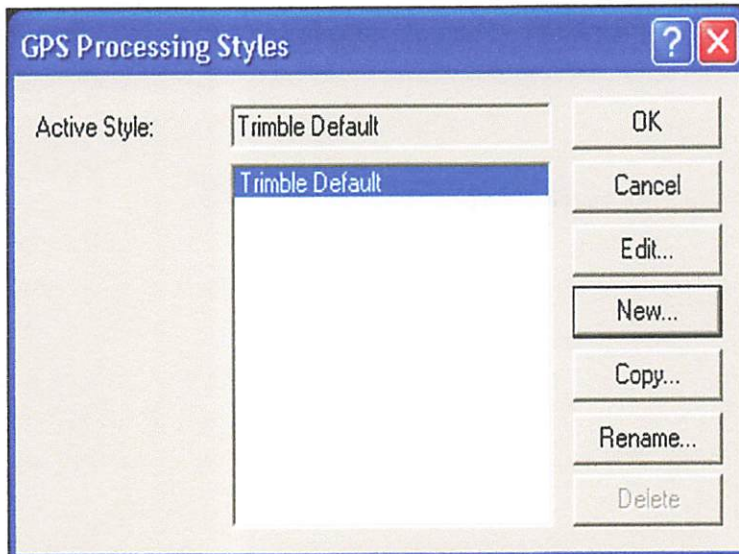 GPS Processing Styles
Active Style:
Trimble Default
Trimble Default
OK
Cancel
Edit...
New...
Copy...
Rename...
Delete